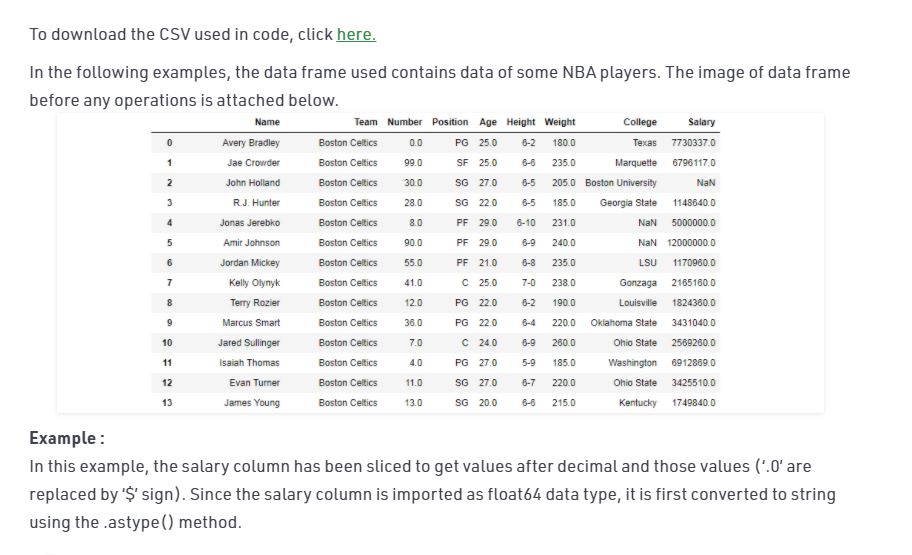 To download the CSV used in code, click here.
In the following examples, the data frame used contains data of some NBA players. The image of data frame
before any operations is attached below.
Name Team Number Position Age Height Weight College Salary
0 Avery Bradley Boston Celtics 0.0 PG 25.0 6-2 180.0 Texas 7730337.0
1 Jae Crowder Boston Celtics 99.0 SF 25.0 6-6 235.0 Marquette 6796117.0
2 John Holland Boston Celtics 30.0 SG 27.0 6-5 205.0 Boston University NaN
3 R.J. Hunter Boston Celtics 28.0 SG 22.0 6-5 185.0 Georgia State 1148640.0
4 Jonas Jerebko Boston Celtics 8.0 PF 29.0 6-10 231.0 NaN 5000000.0
5 Amir Johnson Boston Celtics 90.0 PF 29.0 6-9 240.0 NaN 12000000.0
6 Jordan Mickey Boston Celtics 55.0 PF 21.0 6-8 235.0 LSU 1170960.0
7 Kelly Olynyk Boston Celtics 41.0 C 25.0 7-0 238.0 Gonzaga 2165160.0
8 Terry Rozier Boston Celtics 12.0 PG 22.0 6-2 190.0 Louisville 1824360.0
9 Marcus Smart Boston Celtics 36.0 PG 22.0 6-4 220.0 Oklahoma State 3431040.0
10 Jared Sullinger Boston Celtics 7.0 C 24.0 6-9 260.0 Ohio State 2569260.0
11 Isaiah Thomas Boston Celtics 4.0 PG 27.0 5-9 185.0 Washington 6912869.0
12 Evan Turner Boston Celtics 11.0 SG 27.0 6-7 220.0 Ohio State 3425510.0
13 James Young Boston Celtics 13.0 SG 20.0 6-6 215.0 Kentucky 1749840.0
Example :
In this example, the salary column has been sliced to get values after decimal and those values (‘.0’ are
replaced by ‘$’ sign). Since the salary column is imported as float64 data type, it is first converted to string
using the .astype() method.